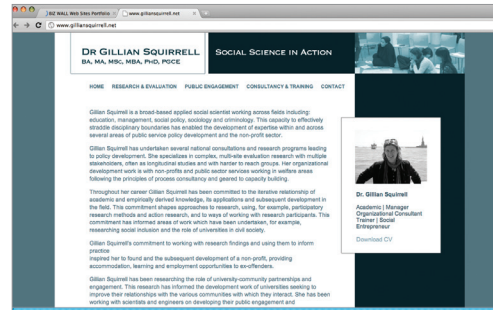 BIZ WALL Web Sites Portfolio
www.gilliansquirrell.net
www.gilliansquirrell.net
DR GILLIAN SQUIRRELL
BA, MA, MSC, MBA, PHD, PGCE
SOCIAL SCIENCE IN ACTION
HOME RESEARCH & EVALUATION PUBLIC ENGAGEMENT CONSULTANCY & TRAINING CONTACT
Gillian Squirrell is a broad-based applied social scientist working across fields including:
education, management, social policy, sociology and criminology. This capacity to effectively
straddle disciplinary boundaries has enabled the development of expertise within and across
several areas of public service policy development and the non-profit sector.
Gillian Squirrell has undertaken several national consultations and research programs leading
to policy development. She specializes in complex, multi-site evaluation research with multiple
stakeholders, often as longitudinal studies and with harder to reach groups. Her organizational
development work is with non-profits and public sector services working in welfare areas
following the principles of process consultancy and geared to capacity building.
Throughout her career Gillian Squirrell has been committed to the iterative relationship of
academic and empirically derived knowledge, its applications and subsequent development in
the field. This commitment shapes approaches to research, using, for example, participatory
research methods and action research, and to ways of working with research participants. This
commitment has informed areas of work which have been undertaken, for example,
researching social inclusion and the role of universities in civil society.
Gillian Squirrell's commitment to working with research findings and using them to inform
practice
inspired her to found and the subsequent development of a non-profit, providing
accommodation, learning and employment opportunities to ex-offenders.
Gillian Squirrell has been researching the role of university-community partnerships and
engagement. This research has informed the development work of universities seeking to
improve their relationships with the various communities with which they interact. She has been
working with scientists and engineers on developing their public engagement and
Dr. Gillian Squirrell
Academic | Manager
Organizational Consultant
Trainer | Social
Entrepreneur
Download CV